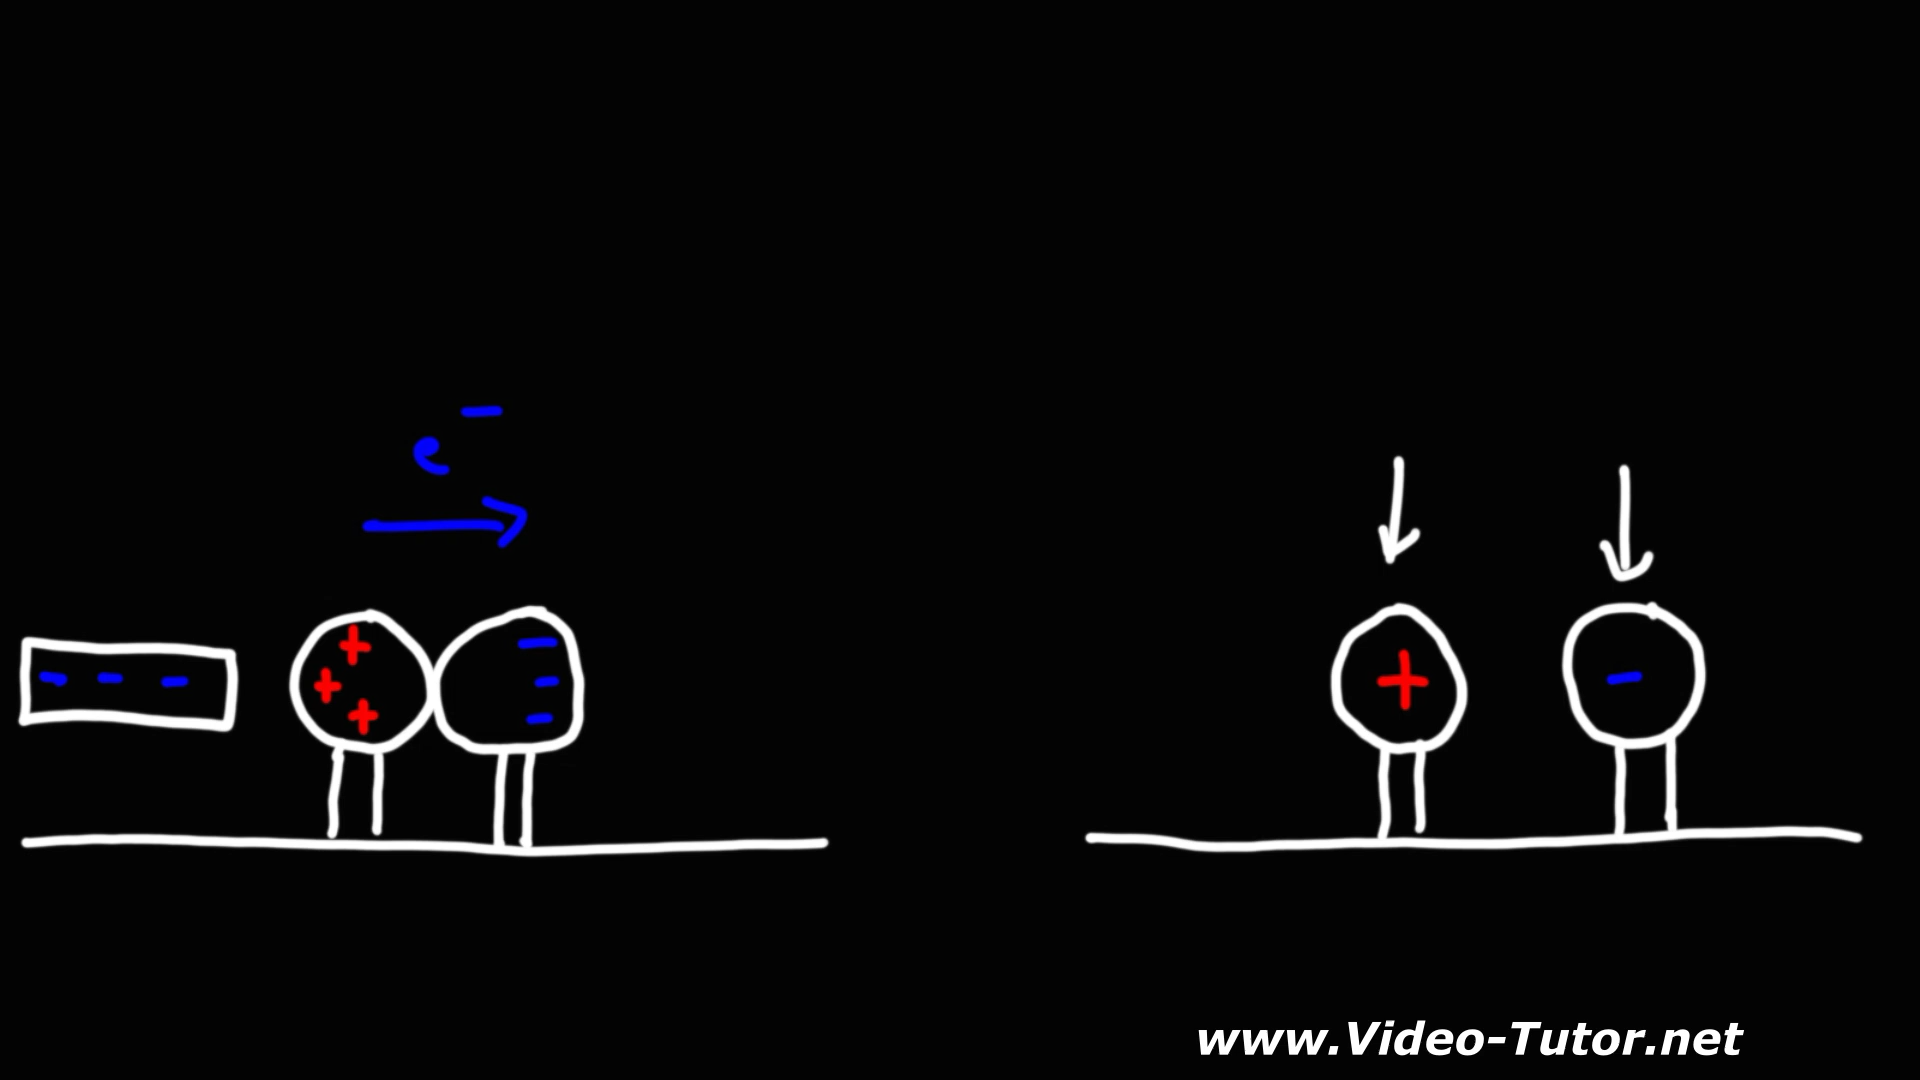 e⁻
- - -
+ + +
- - -
+
-
www.Video-Tutor.net